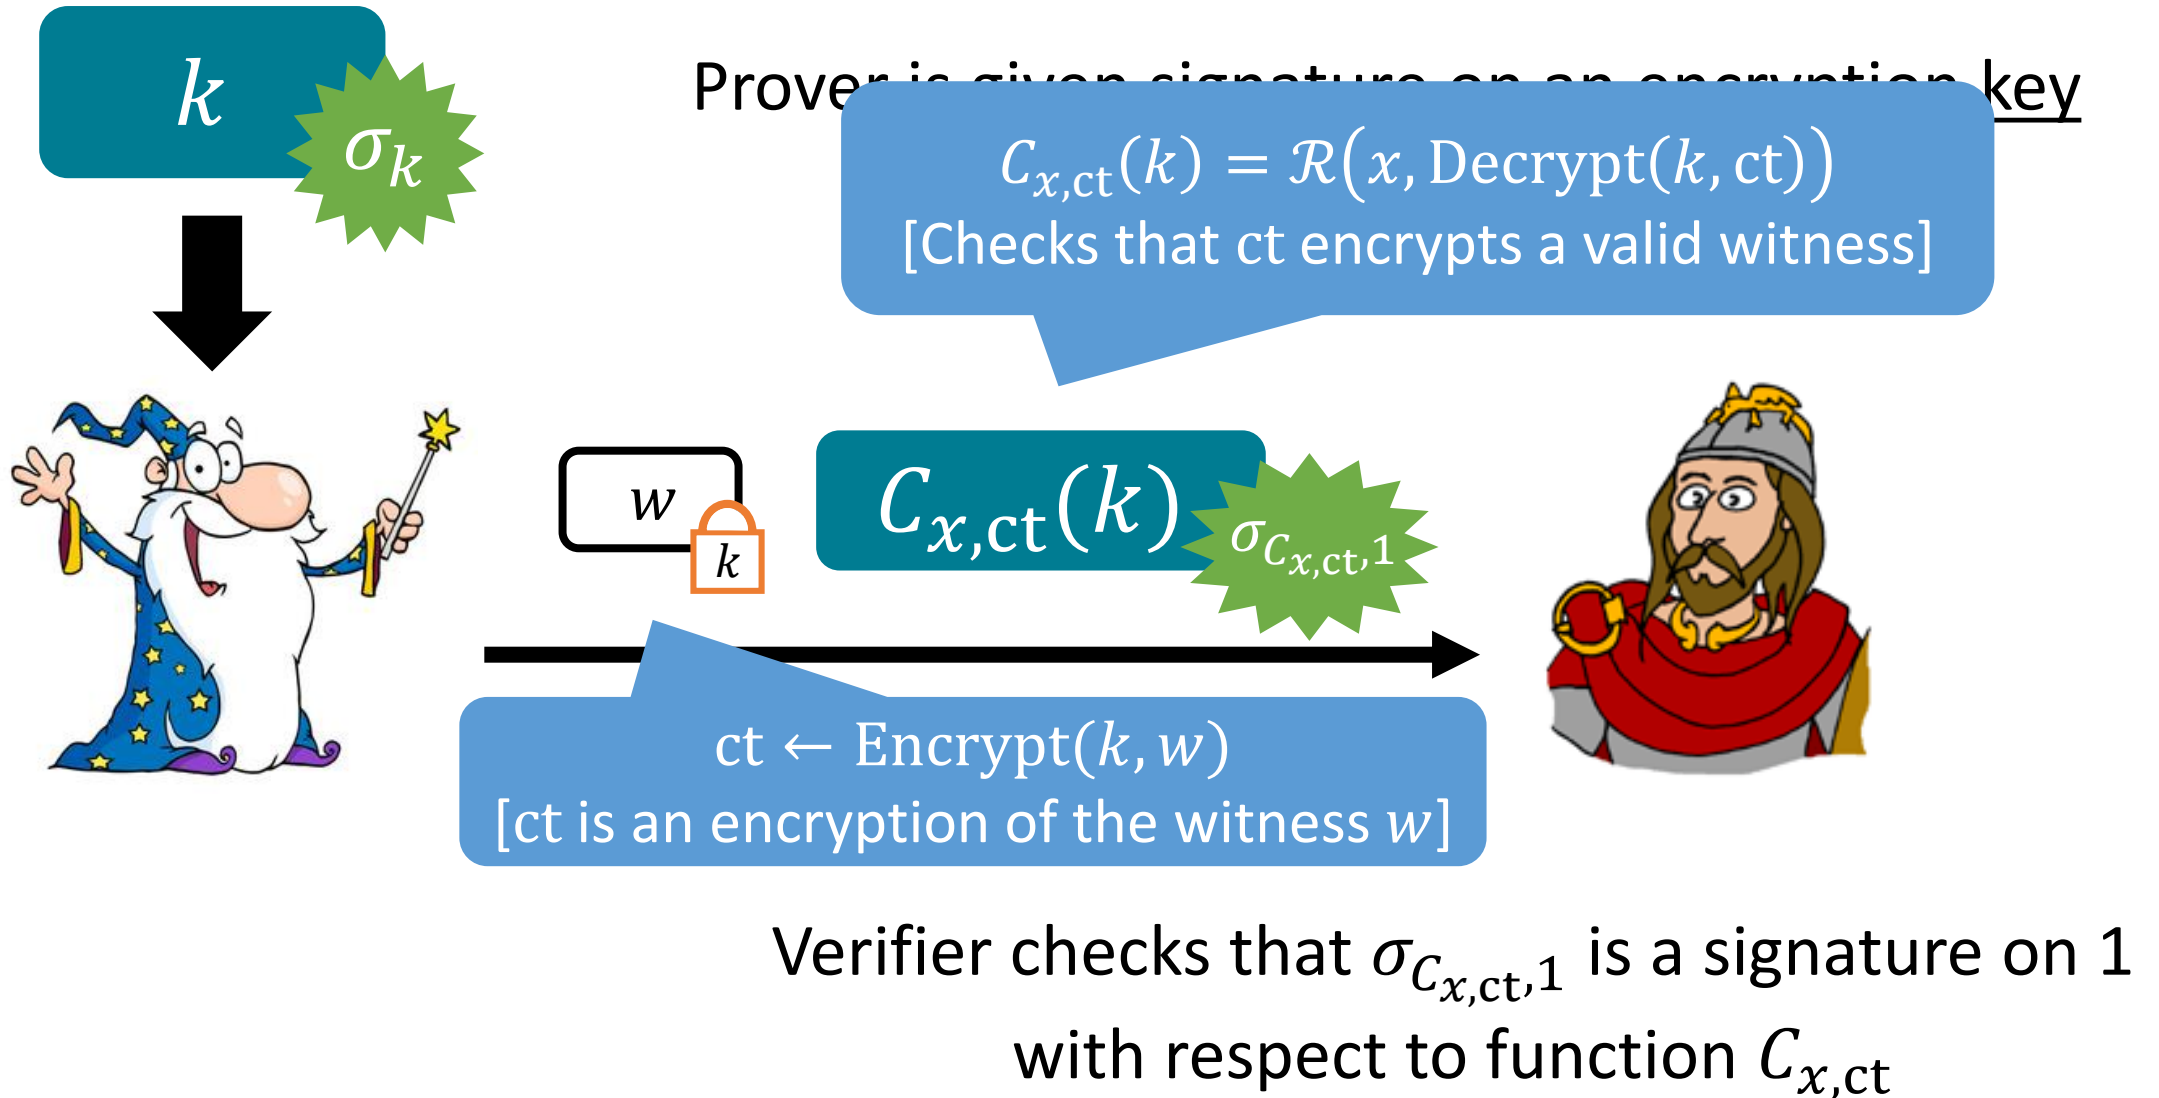 k
σ_k
Prover is given signature on an encryption key
C_{x,ct}(k) = ℛ(x, Decrypt(k, ct))
[Checks that ct encrypts a valid witness]
w
k
C_{x,ct}(k)
σ_{C_{x,ct},1}
ct ← Encrypt(k, w)
[ct is an encryption of the witness w]
Verifier checks that σ_{C_{x,ct},1} is a signature on 1
with respect to function C_{x,ct}